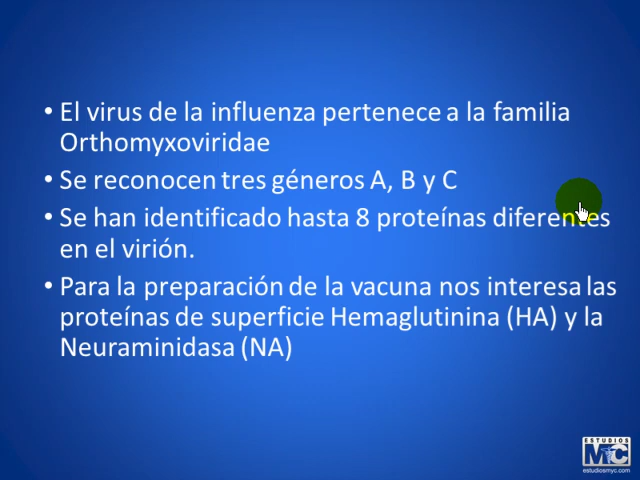 • El virus de la influenza pertenece a la familia
Orthomyxoviridae
• Se reconocen tres géneros A, B y C
• Se han identificado hasta 8 proteínas diferentes
en el virión.
• Para la preparación de la vacuna nos interesa las
proteínas de superficie Hemaglutinina (HA) y la
Neuraminidasa (NA)
ESTUDIOS
MyC
estudiosmyc.com